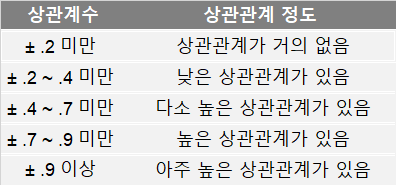 상관계수 상관관계 정도
± .2 미만 상관관계가 거의 없음
± .2 ~ .4 미만 낮은 상관관계가 있음
± .4 ~ .7 미만 다소 높은 상관관계가 있음
± .7 ~ .9 미만 높은 상관관계가 있음
± .9 이상 아주 높은 상관관계가 있음